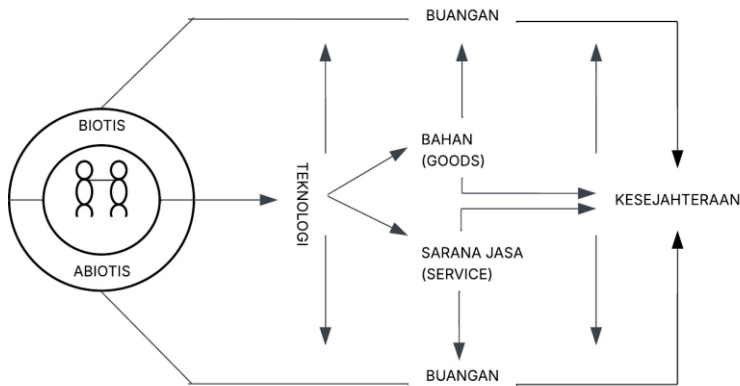 BUANGAN
BIOTIS
BAHAN
(GOODS)
TEKNOLOGI
KESEJAHTERAAN
SARANA JASA
(SERVICE)
ABIOTIS
BUANGAN